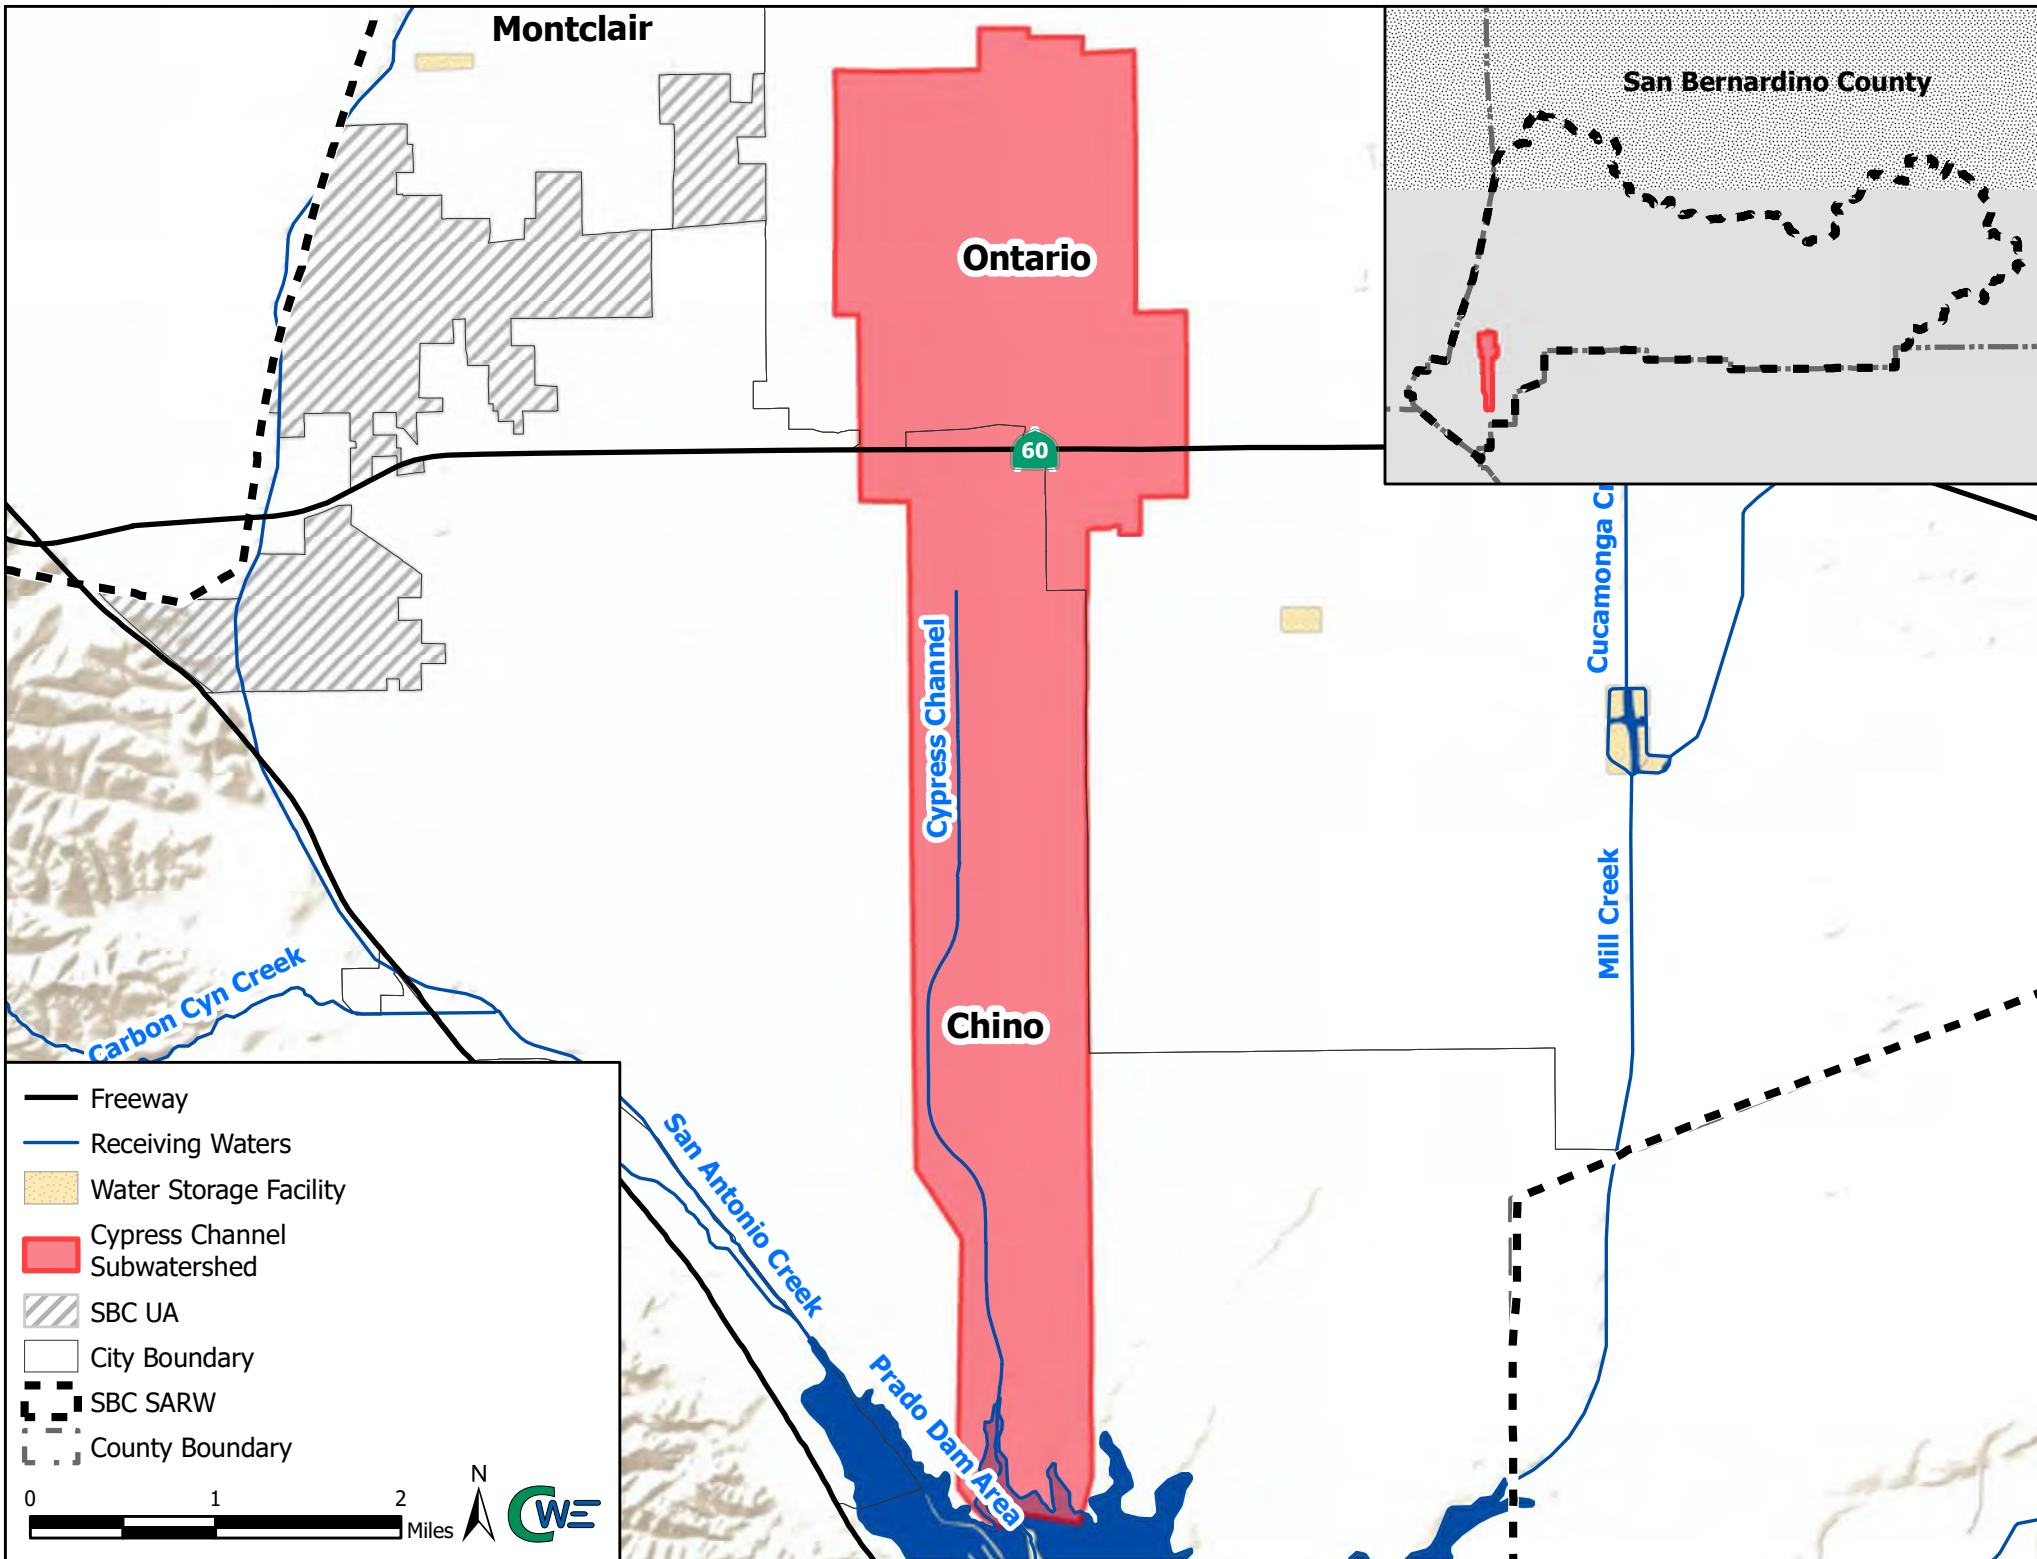 Montclair
San Bernardino County
Ontario
60
Cucamonga Cr
Cypress Channel
Mill Creek
Carbon Cyn Creek
Chino
San Antonio Creek
Prado Dam Area
Freeway
Receiving Waters
Water Storage Facility
Cypress Channel
Subwatershed
SBC UA
City Boundary
SBC SARW
County Boundary
0 1 2
Miles
N
CWE